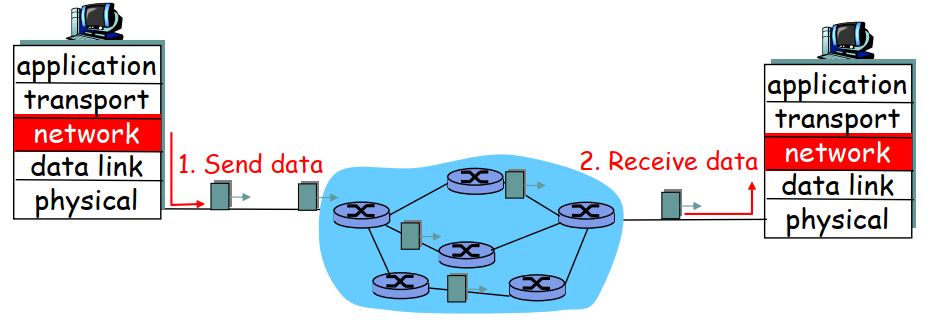 application
transport
network
data link
physical
1. Send data
2. Receive data
application
transport
network
data link
physical